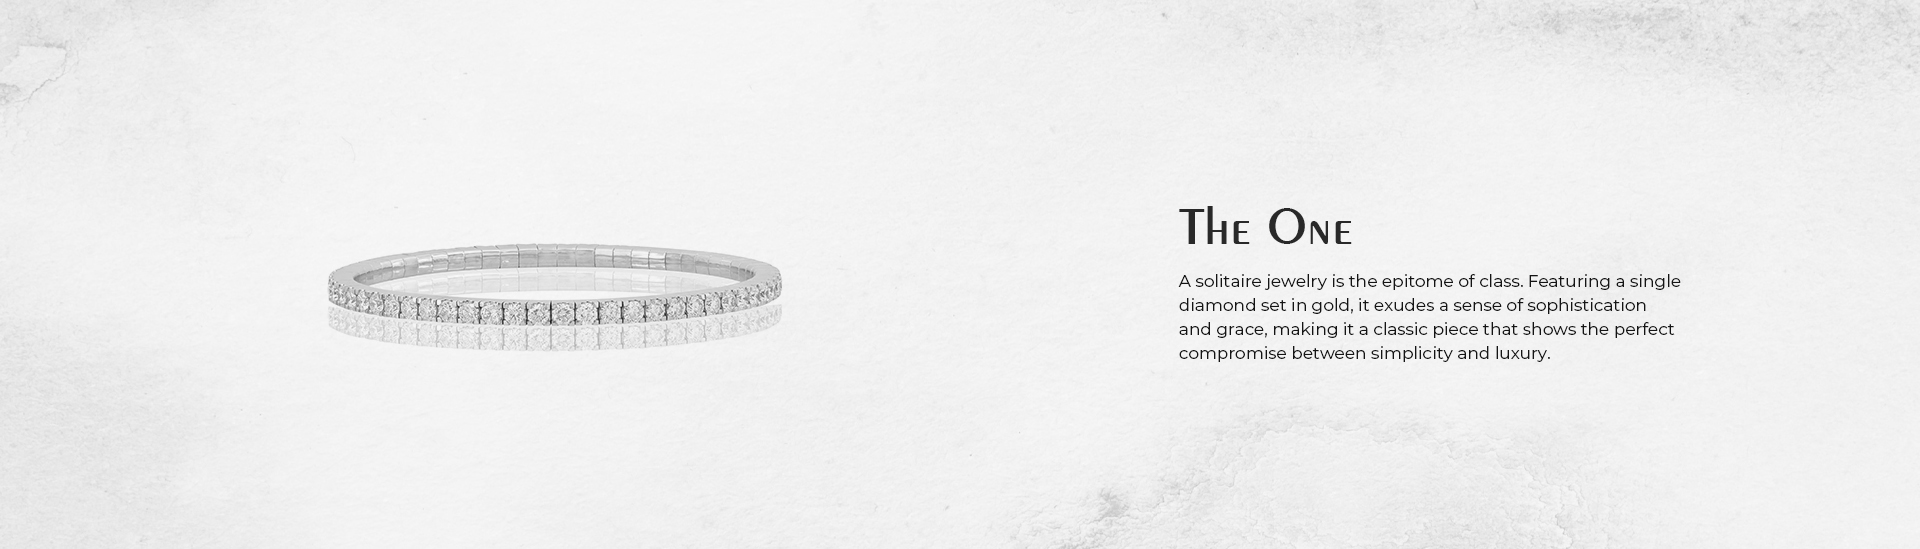 The One
A solitaire jewelry is the epitome of class. Featuring a single
diamond set in gold, it exudes a sense of sophistication
and grace, making it a classic piece that shows the perfect
compromise between simplicity and luxury.